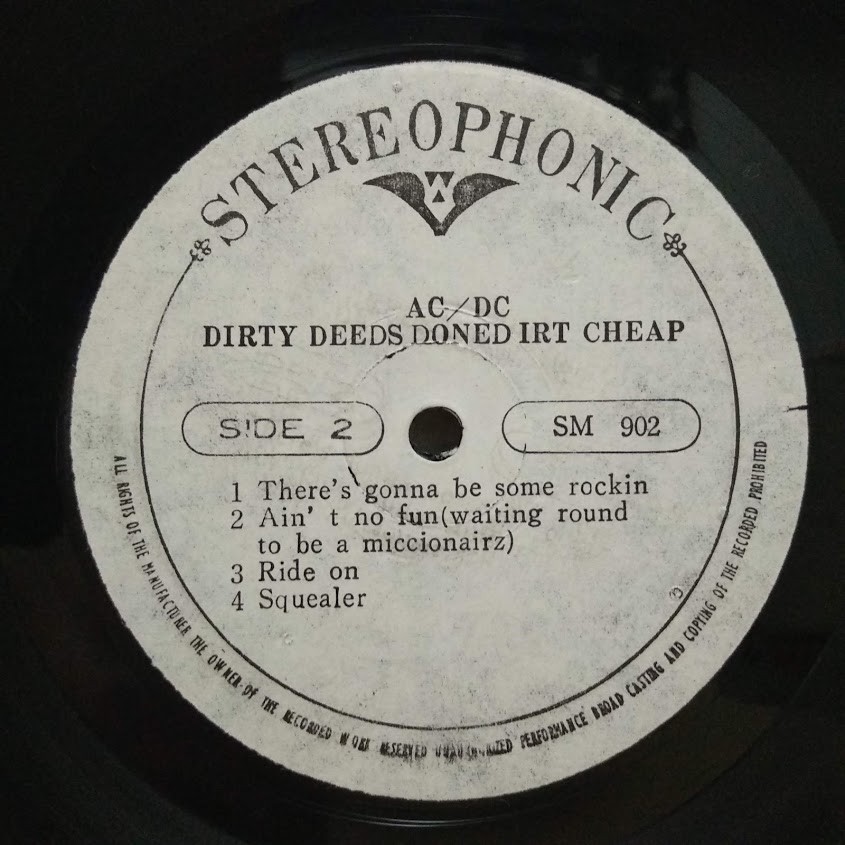 STEREOPHONIC
AC/DC
DIRTY DEEDS DONED IRT CHEAP
SIDE 2
SM 902
1 There's gonna be some rockin
2 Ain' t no fun(waiting round
to be a miccionairz)
3 Ride on
4 Squealer
ALL RIGHTS OF THE MANUFACTURER THE OWNER-OF THE RECORDED WORK RESERVED PERFORMANCE BROAD CASTING AND COPYING OF THE RECORDED PROHIBITED